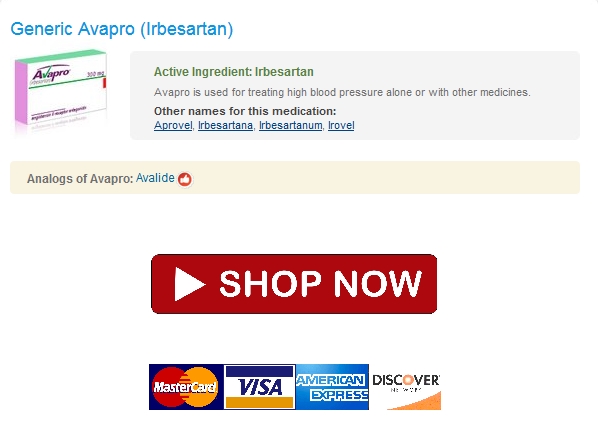 Generic Avapro (Irbesartan)
Avapro
300 mg
Active Ingredient: Irbesartan
Avapro is used for treating high blood pressure alone or with other medicines.
Other names for this medication:
Aprovel, Irbesartana, Irbesartanum, Irovel
Analogs of Avapro: Avalide
SHOP NOW
MasterCard
VISA
AMERICAN EXPRESS
DISCOVER
NETWORK